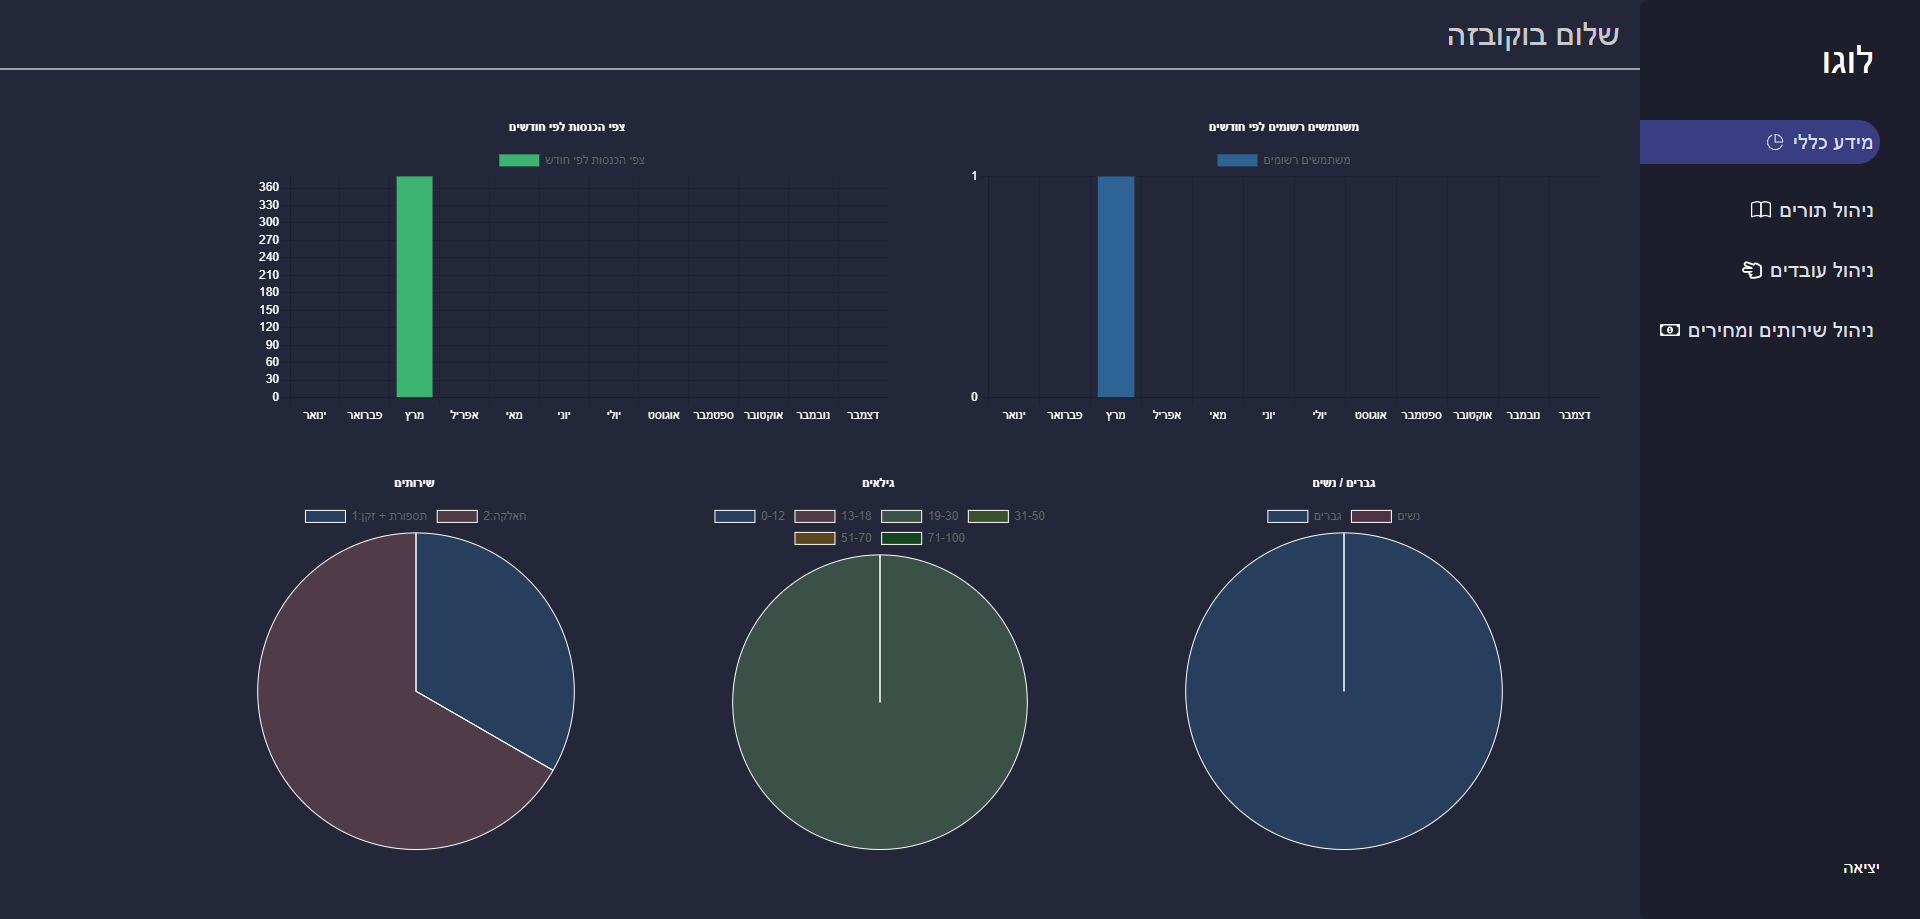 לוגו
מידע כללי
ניהול תורים
ניהול עובדים
ניהול שירותים ומחירים
יציאה
שלום בוקובזה
משתמשים רשומים לפי חודשים
משתמשים רשומים
1
0
ינואר פברואר מרץ אפריל מאי יוני יולי אוגוסט ספטמבר אוקטובר נובמבר דצמבר
צפי הכנסות לפי חודשים
צפי הכנסות לפי חודש
360
330
300
270
240
210
180
150
120
90
60
30
0
ינואר פברואר מרץ אפריל מאי יוני יולי אוגוסט ספטמבר אוקטובר נובמבר דצמבר
גברים / נשים
גברים נשים
גילאים
0-12 13-18 19-30 31-50
51-70 71-100
שירותים
תספורת + זקן:1 חאלקה:2